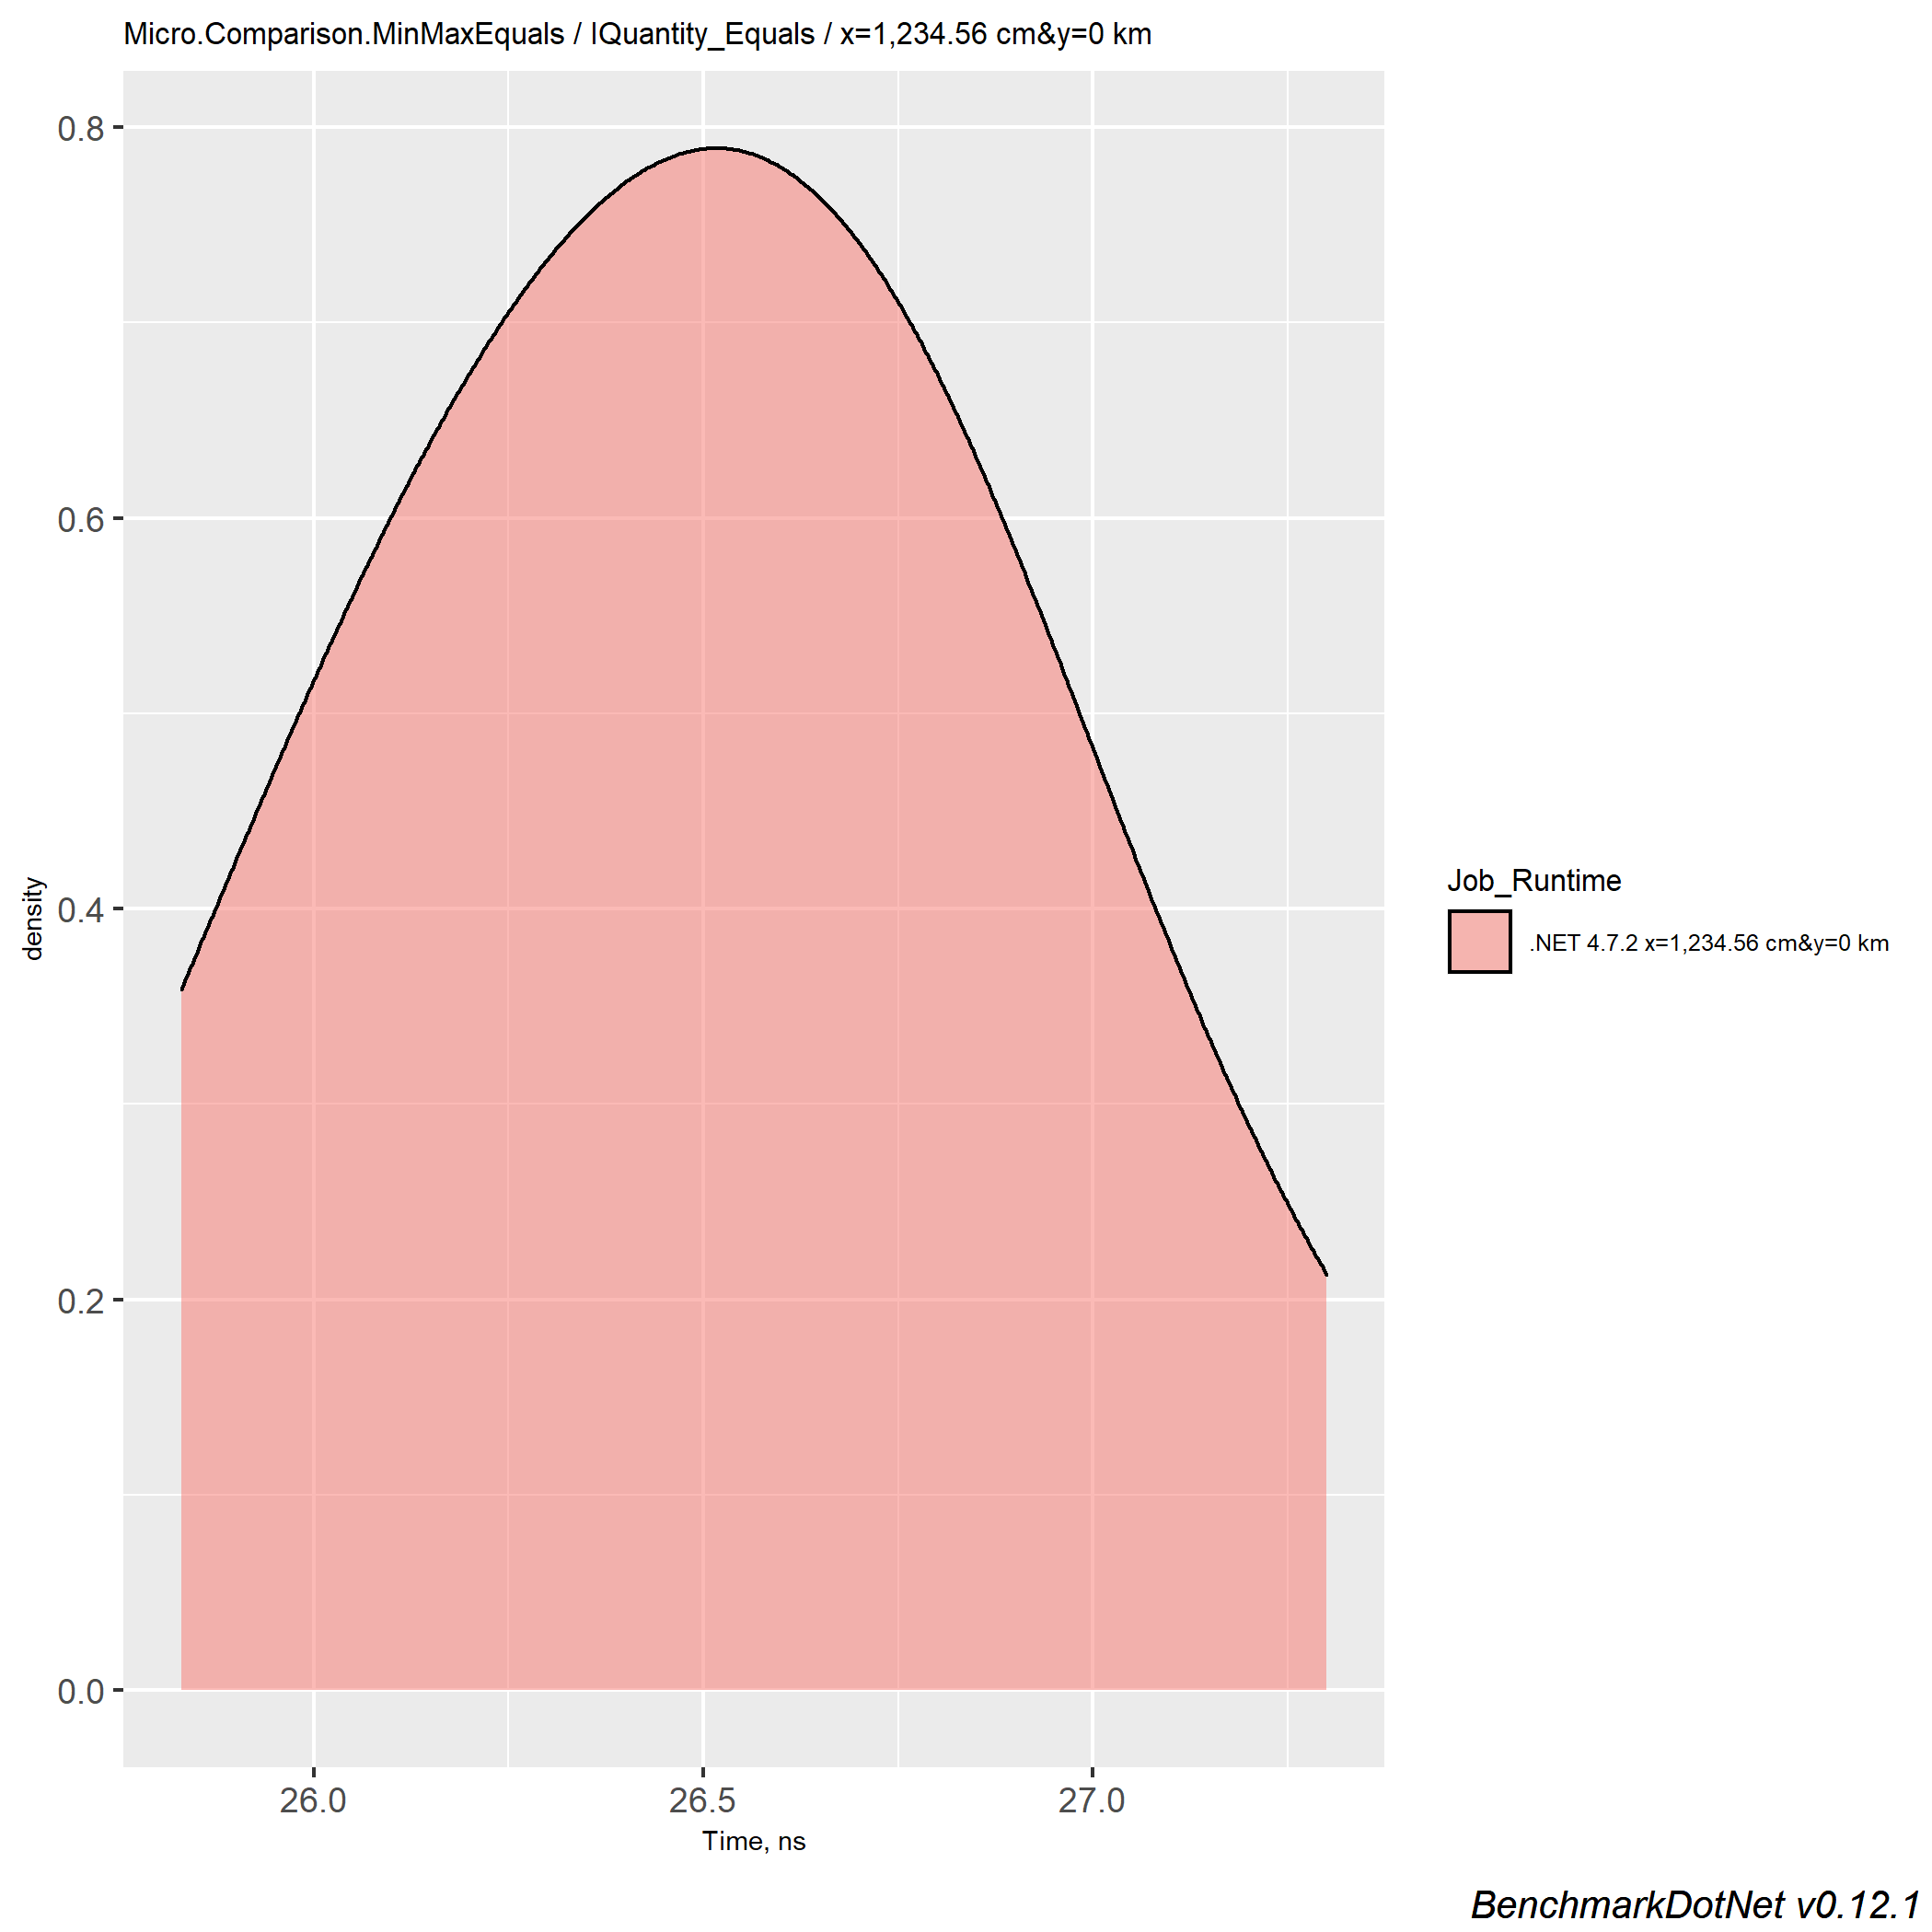 Micro.Comparison.MinMaxEquals / IQuantity_Equals / x=1,234.56 cm&y=0 km
0.8
0.6
0.4
0.2
0.0
density
26.0 26.5 27.0
Time, ns
Job_Runtime
.NET 4.7.2 x=1,234.56 cm&y=0 km
BenchmarkDotNet v0.12.1